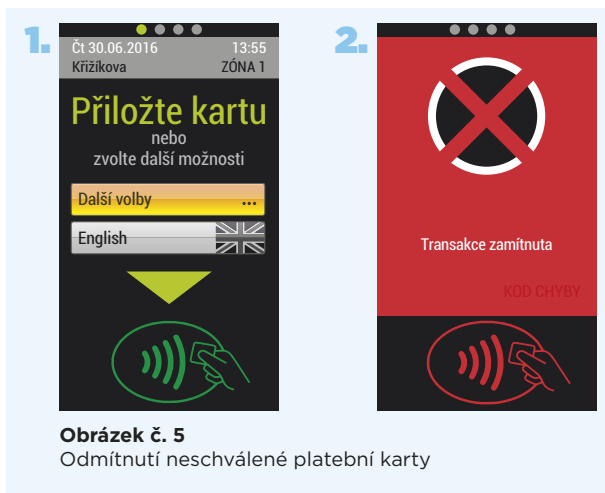 1.
Čt 30.06.2016 13:55
Křižíkova ZÓNA 1
Přiložte kartu
nebo
zvolte další možnosti
Další volby ...
English
2.
Transakce zamítnuta
KOD CHYBY
Obrázek č. 5
Odmítnutí neschválené platební karty